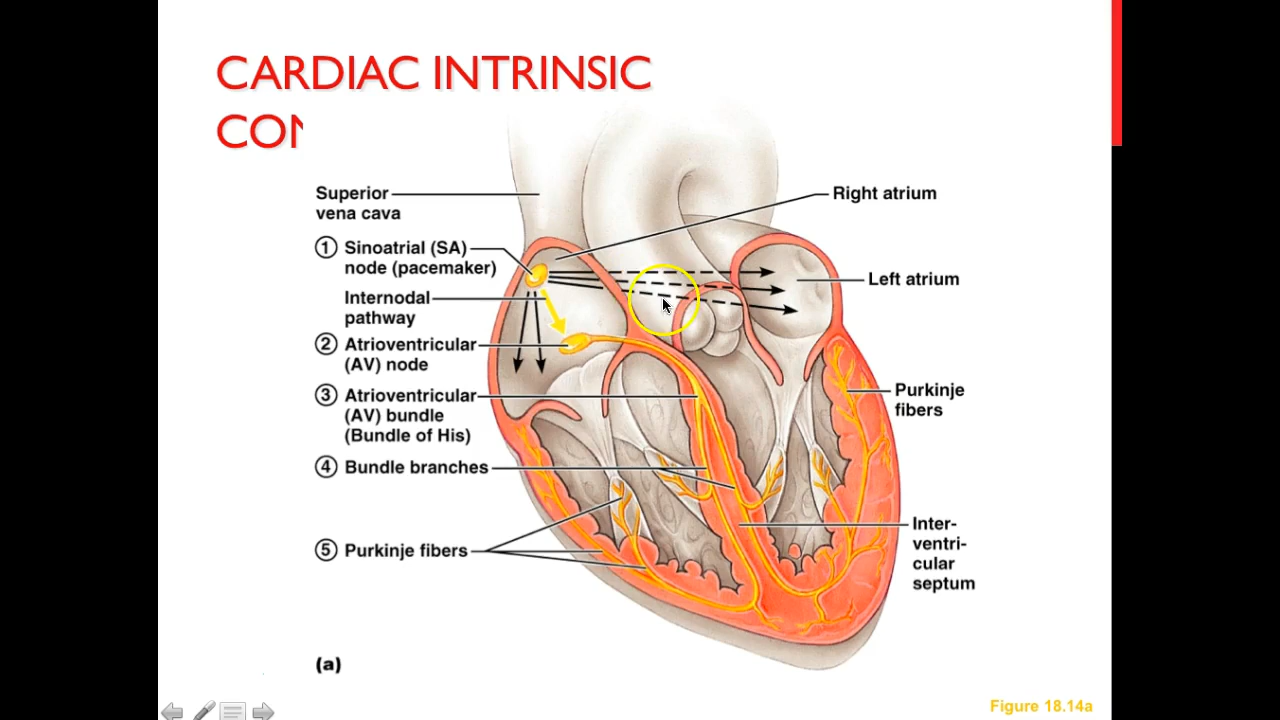 CARDIAC INTRINSIC
Superior
vena cava
Right atrium
1 Sinoatrial (SA)
node (pacemaker)
Left atrium
Internodal
pathway
2 Atrioventricular
(AV) node
3 Atrioventricular
(AV) bundle
(Bundle of His)
Purkinje
fibers
4 Bundle branches
Inter-
ventri-
cular
septum
5 Purkinje fibers
(a)
Figure 18.14a